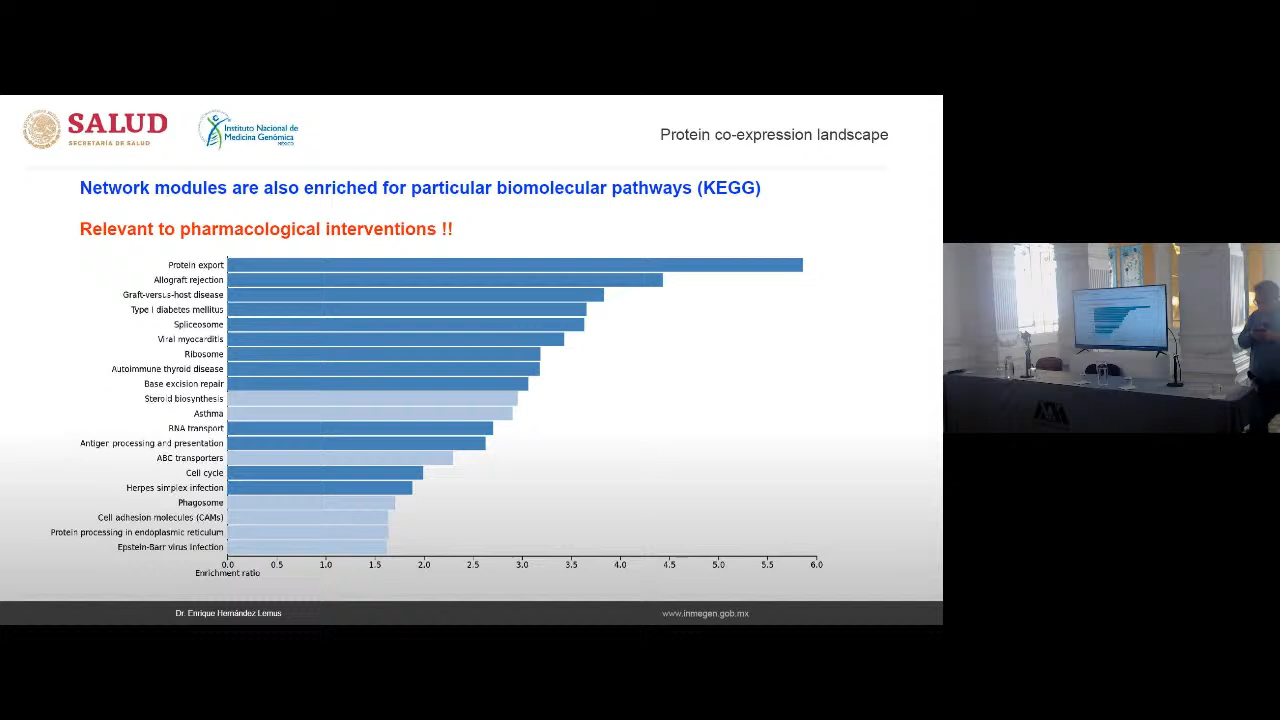 SALUD
SECRETARÍA DE SALUD
Instituto Nacional de
Medicina Genómica
MÉXICO
Protein co-expression landscape
Network modules are also enriched for particular biomolecular pathways (KEGG)
Relevant to pharmacological interventions !!
Protein export
Allograft rejection
Graft-versus-host disease
Type I diabetes mellitus
Spliceosome
Viral myocarditis
Ribosome
Autoimmune thyroid disease
Base excision repair
Steroid biosynthesis
Asthma
RNA transport
Antigen processing and presentation
ABC transporters
Cell cycle
Herpes simplex infection
Phagosome
Cell adhesion molecules (CAMs)
Protein processing in endoplasmic reticulum
Epstein-Barr virus infection
0.0 0.5 1.0 1.5 2.0 2.5 3.0 3.5 4.0 4.5 5.0 5.5 6.0
Enrichment ratio
Dr. Enrique Hernández Lemus
www.inmegen.gob.mx